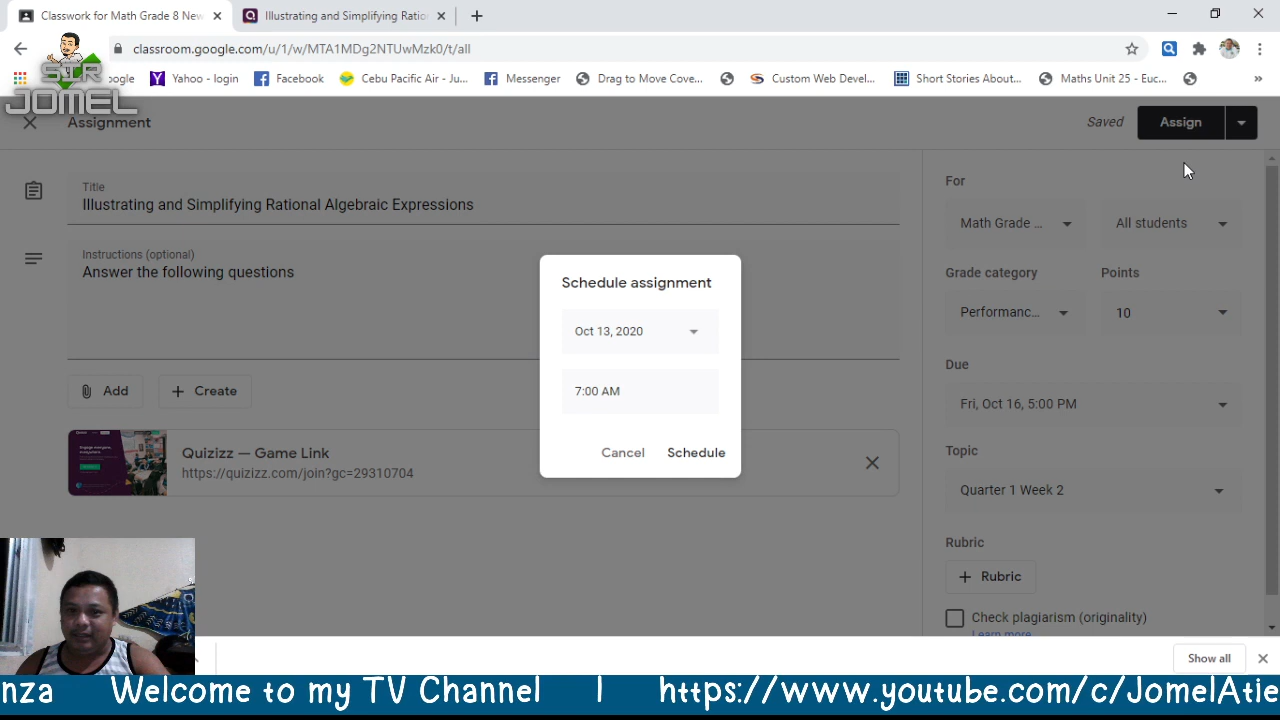 Classwork for Math Grade 8 New
Illustrating and Simplifying Ratio
classroom.google.com/u/1/w/MTA1MDg2NTUwMzk0/t/all
ogle
Yahoo - login
Facebook
Cebu Pacific Air - Ju...
Messenger
Drag to Move Cove...
Custom Web Devel...
Short Stories About...
Maths Unit 25 - Euc...
SIR
JOMEL
Assignment
Saved
Assign
Title
Illustrating and Simplifying Rational Algebraic Expressions
Instructions (optional)
Answer the following questions
Add
Create
Quizizz — Game Link
https://quizizz.com/join?gc=29310704
Schedule assignment
Oct 13, 2020
7:00 AM
Cancel
Schedule
For
Math Grade ...
All students
Grade category
Points
Performanc...
10
Due
Fri, Oct 16, 5:00 PM
Topic
Quarter 1 Week 2
Rubric
Rubric
Check plagiarism (originality)
Learn more
Show all
nza Welcome to my TV Channel | https://www.youtube.com/c/JomelAtie